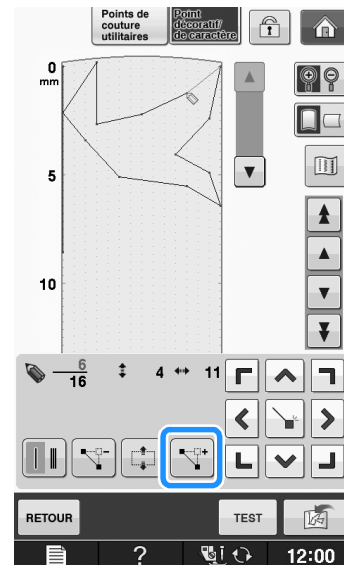 Points de
couture
utilitaires
Point
décoratif/
de caractère
0
mm
5
10
6
16
4
11
RETOUR
TEST
?
12:00